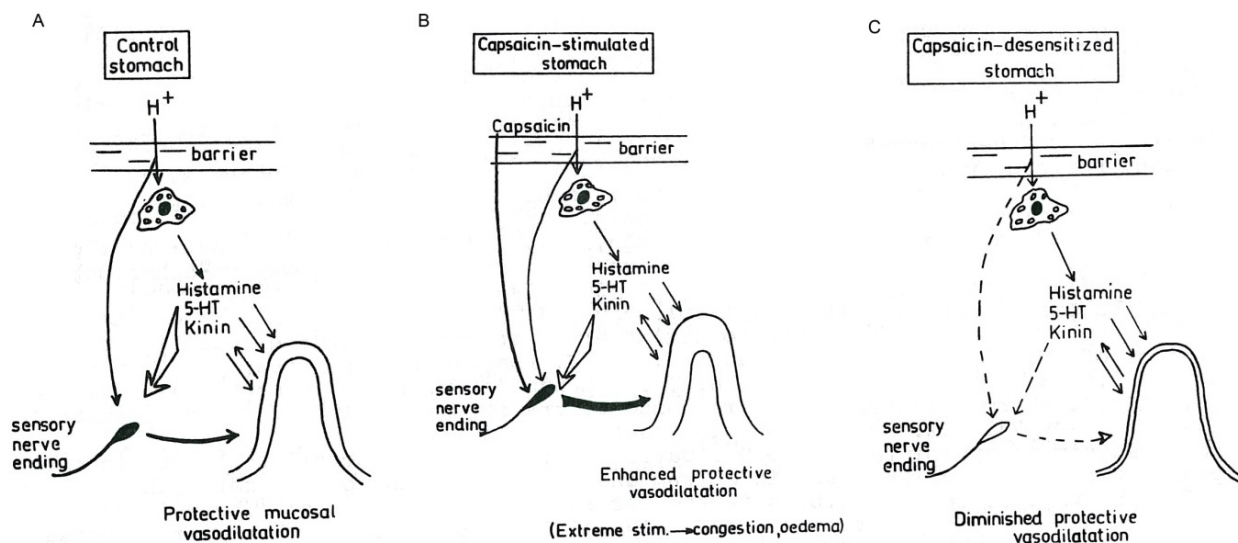 A
Control
stomach
H+
barrier
Histamine
5-HT
Kinin
sensory
nerve
ending
Protective mucosal
vasodilatation
B
Capsaicin-stimulated
stomach
H+
Capsaicin
barrier
Histamine
5-HT
Kinin
sensory
nerve
ending
Enhanced protective
vasodilatation
(Extreme stim.→congestion,oedema)
C
Capsaicin-desensitized
stomach
H+
barrier
Histamine
5-HT
Kinin
sensory
nerve
ending
Diminished protective
vasodilatation